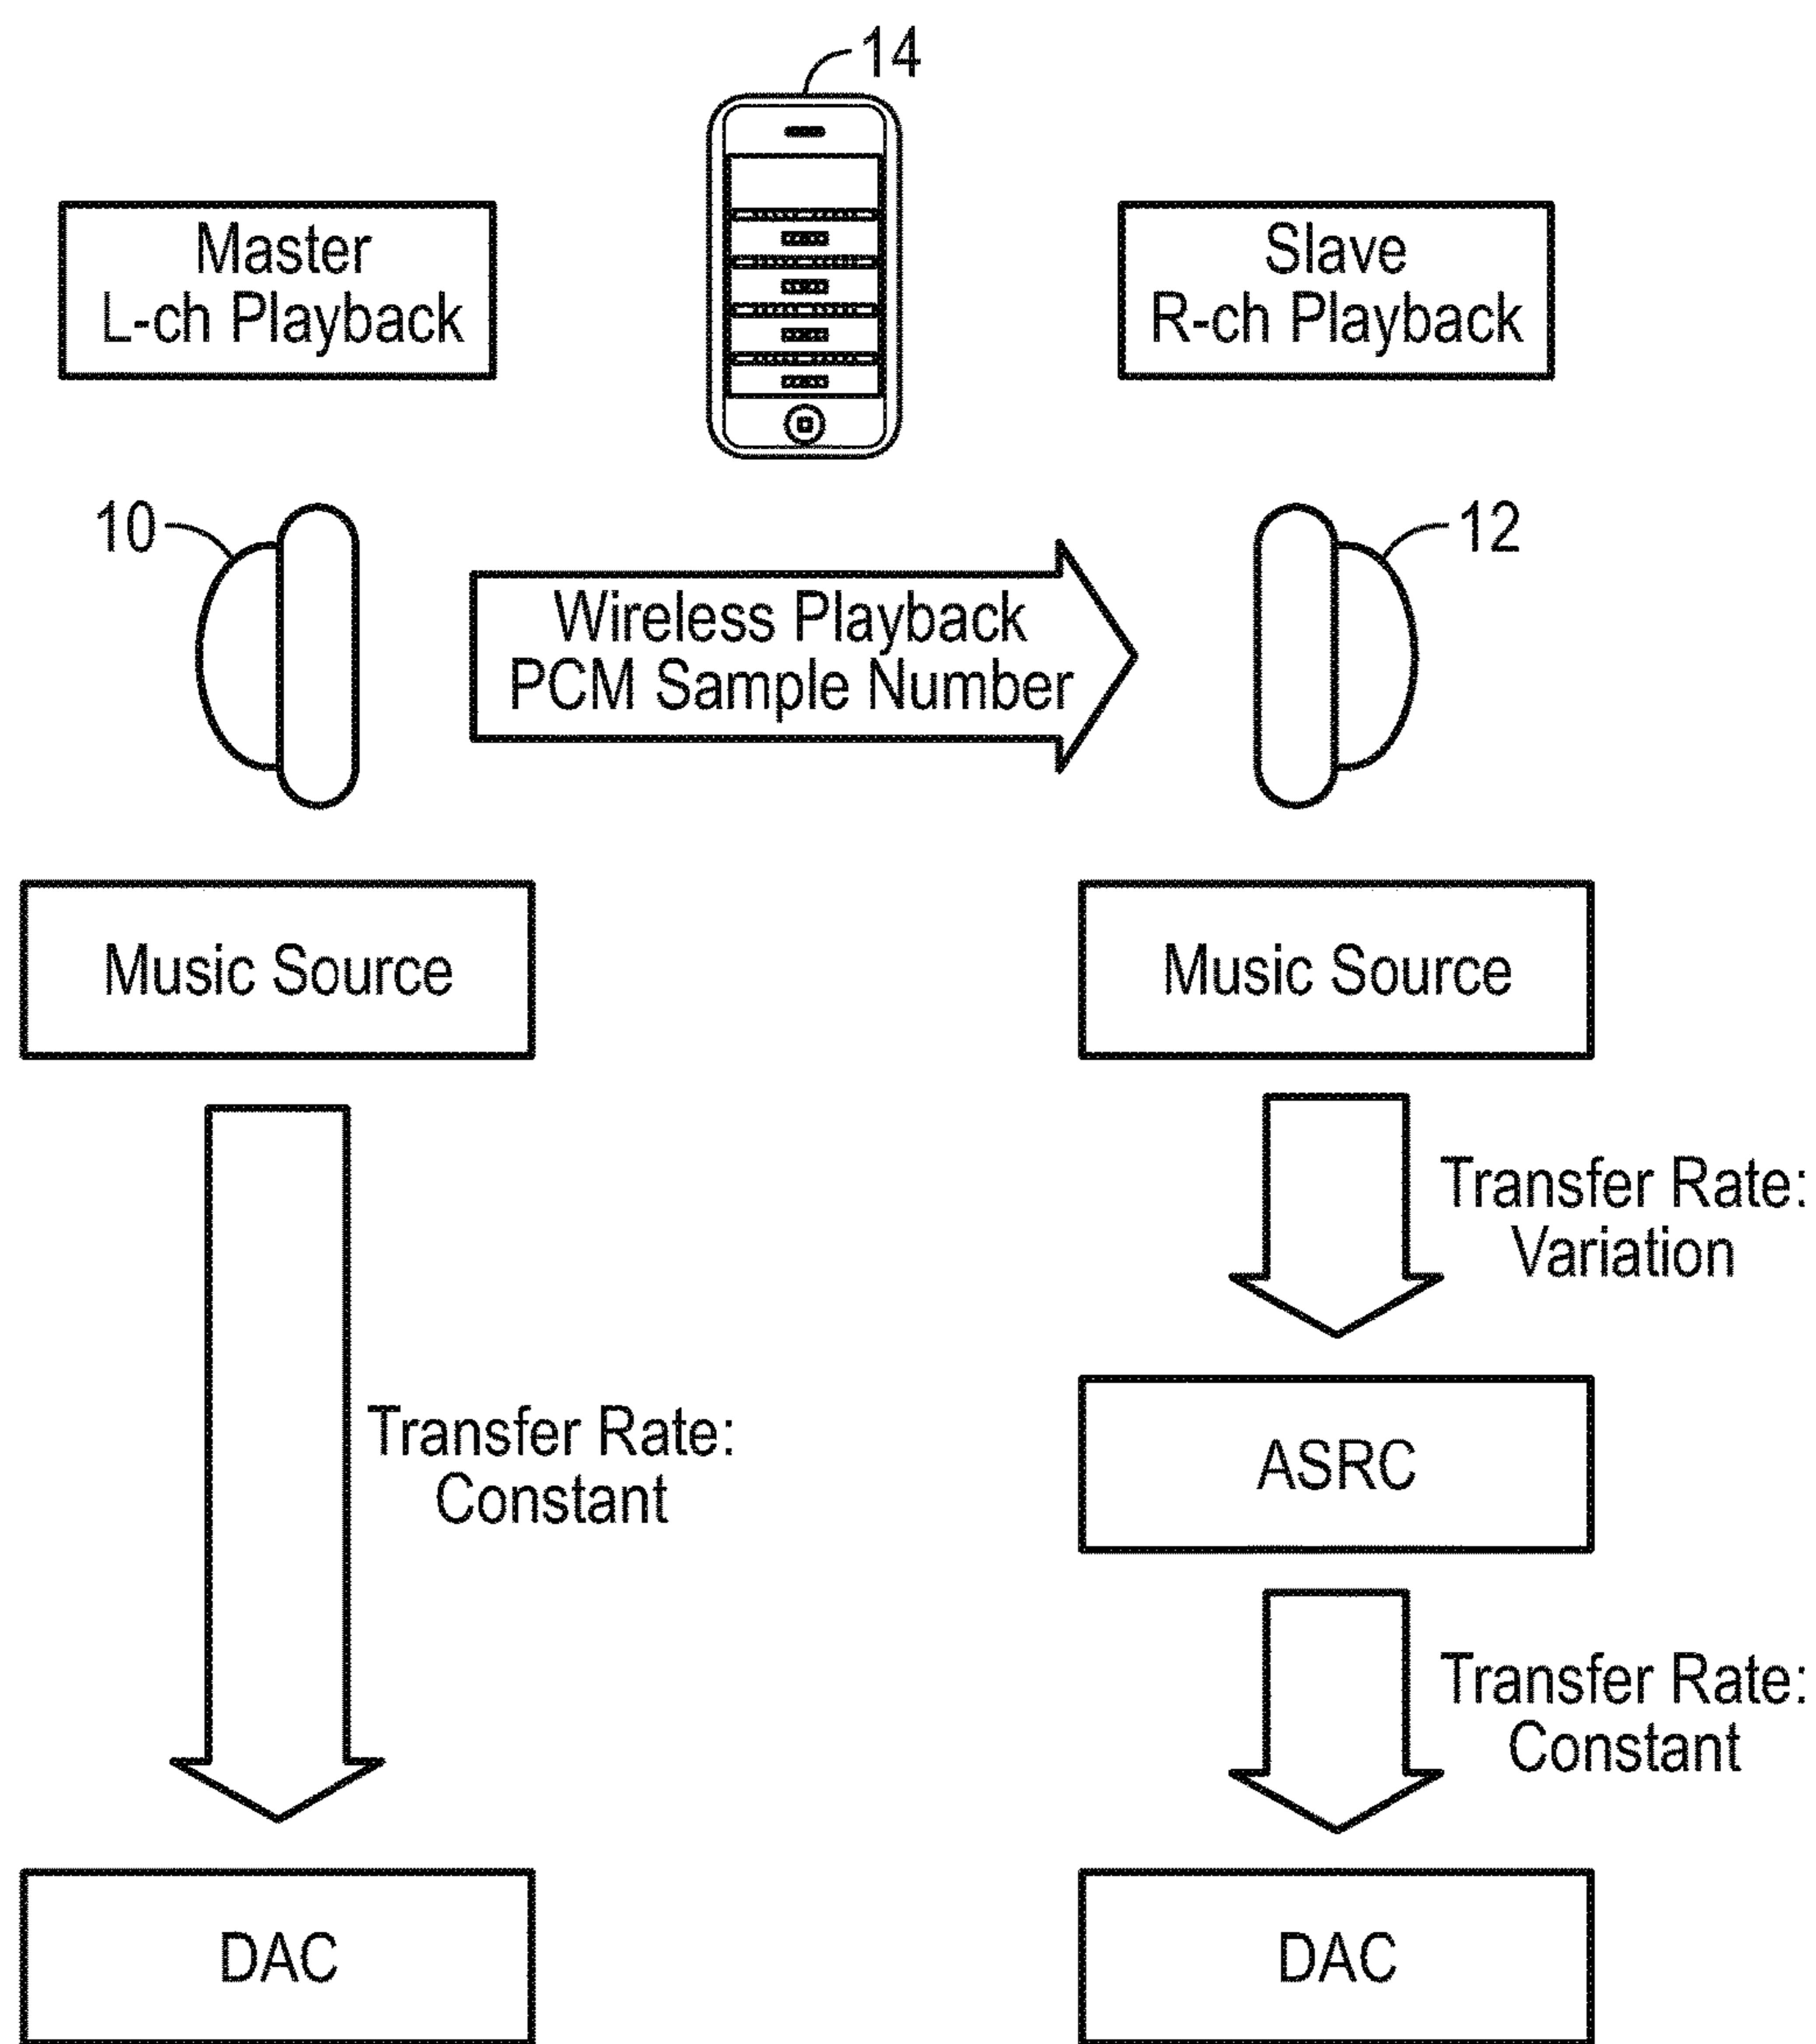 14
Master
L-ch Playback
Slave
R-ch Playback
10
Wireless Playback
PCM Sample Number
12
Music Source
Music Source
Transfer Rate:
Variation
Transfer Rate:
Constant
ASRC
Transfer Rate:
Constant
DAC
DAC